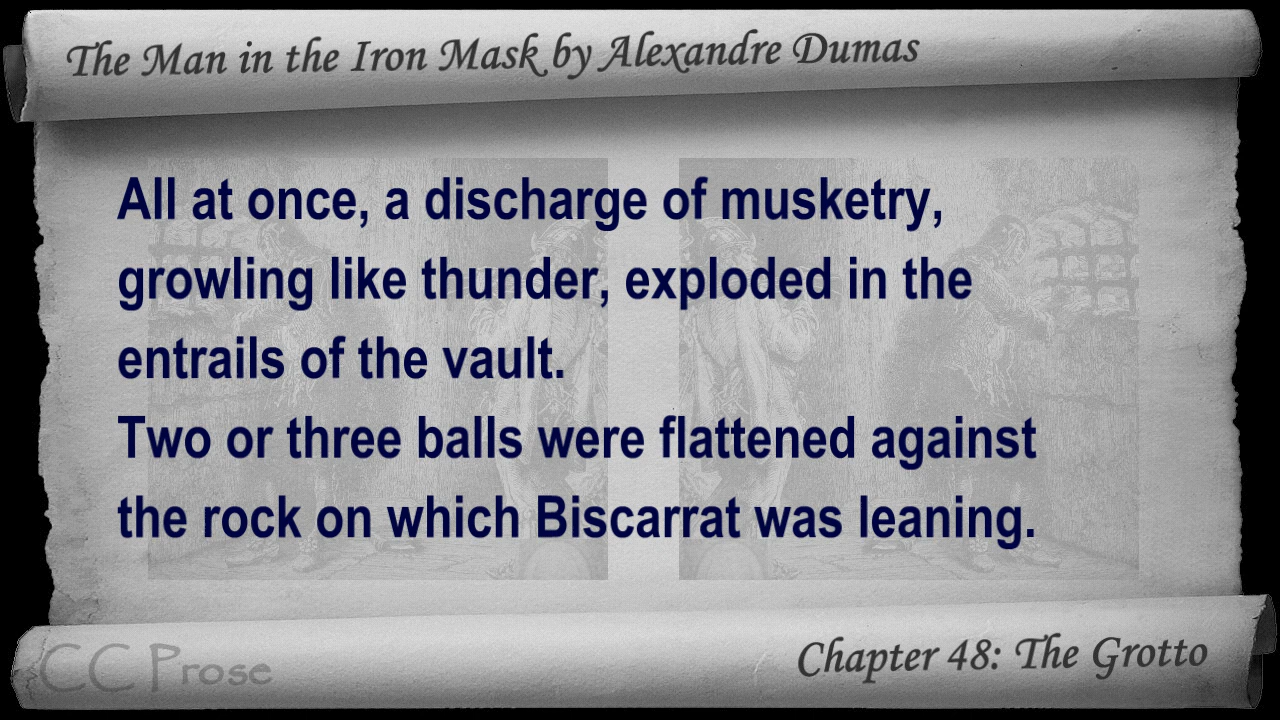 The Man in the Iron Mask by Alexandre Dumas
All at once, a discharge of musketry,
growling like thunder, exploded in the
entrails of the vault.
Two or three balls were flattened against
the rock on which Biscarrat was leaning.
CC Prose
Chapter 48: The Grotto